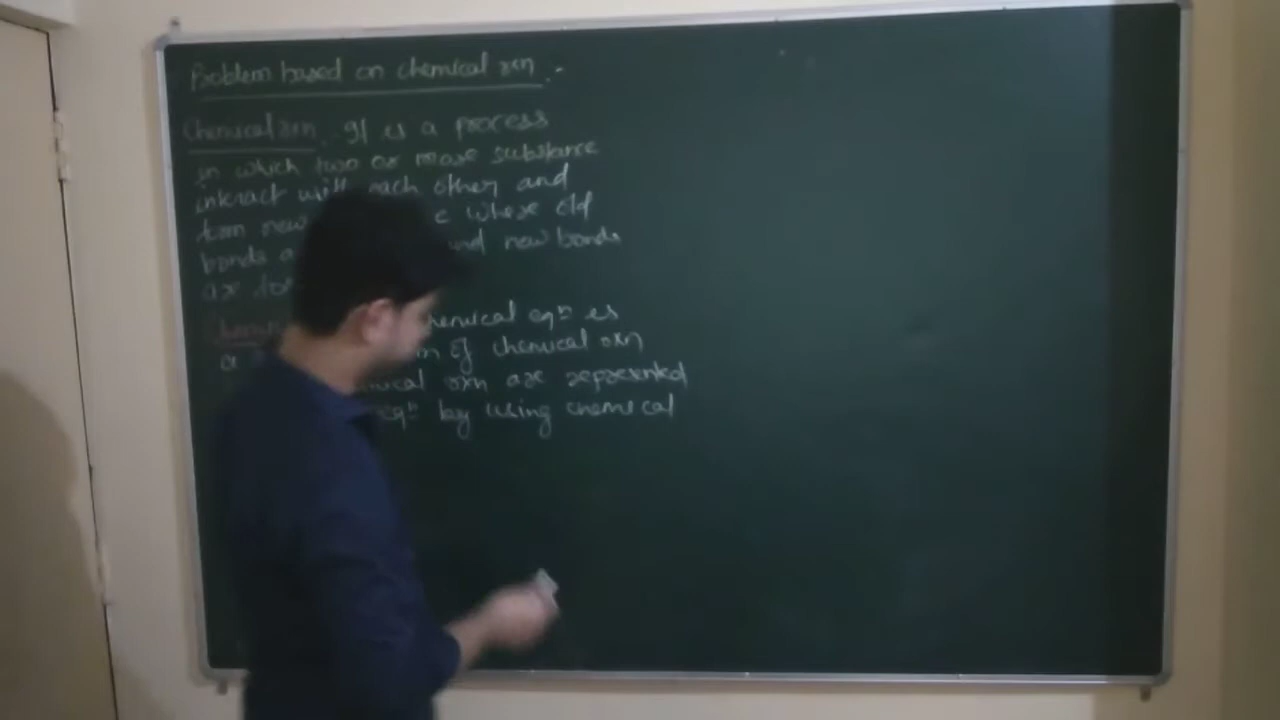 Problem based on chemical rxn :-
Chemical rxn. It is a process
in which two or more substance
interact with each other and
form new where old
bonds and new bonds
are
chemical eqn is
a of chemical rxn
rxn are represented
eqn by using chemical